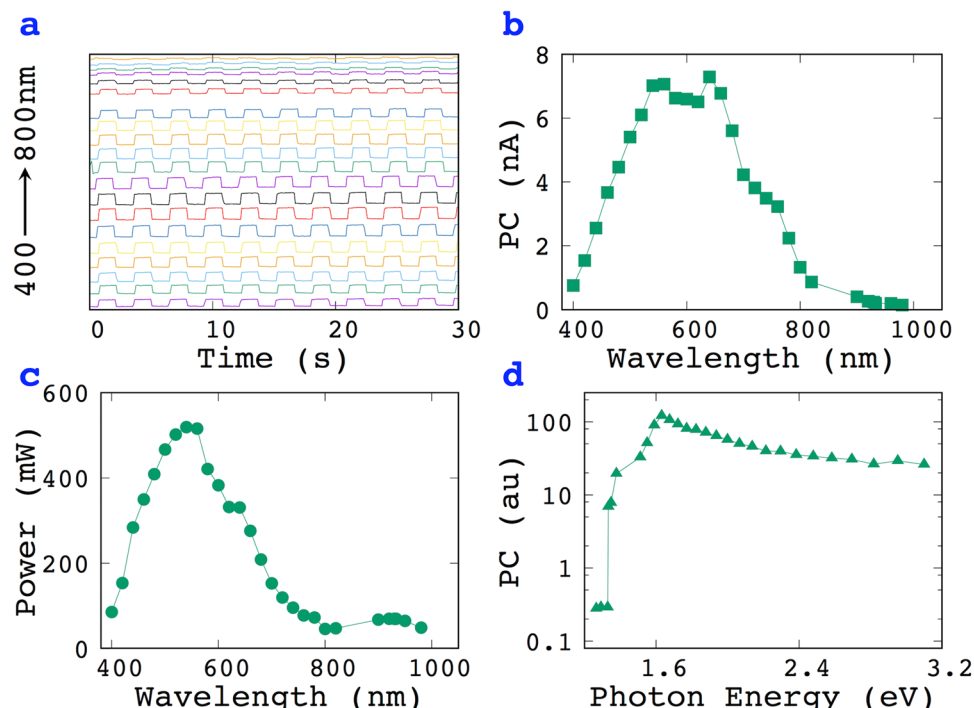 a
400→800nm
0 10 20 30
Time (s)
b
8
6
4
2
0
PC (nA)
400 600 800 1000
Wavelength (nm)
c
600
400
200
0
Power (mW)
400 600 800 1000
Wavelength (nm)
d
100
10
1
0.1
PC (au)
1.6 2.4 3.2
Photon Energy (eV)